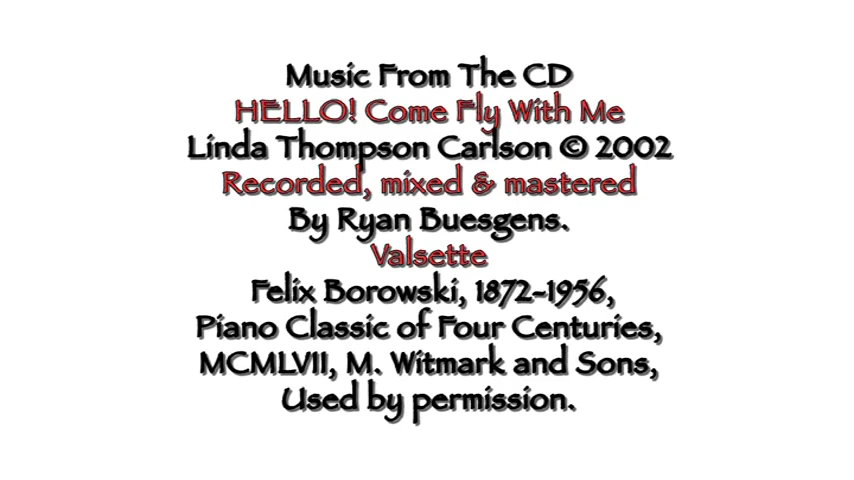 Music From The CD
HELLO! Come Fly With Me
Linda Thompson Carlson © 2002
Recorded, mixed & mastered
By Ryan Buesgens.
Valsette
Felix Borowski, 1872-1956,
Piano Classic of Four Centuries,
MCMLVII, M. Witmark and Sons,
Used by permission.